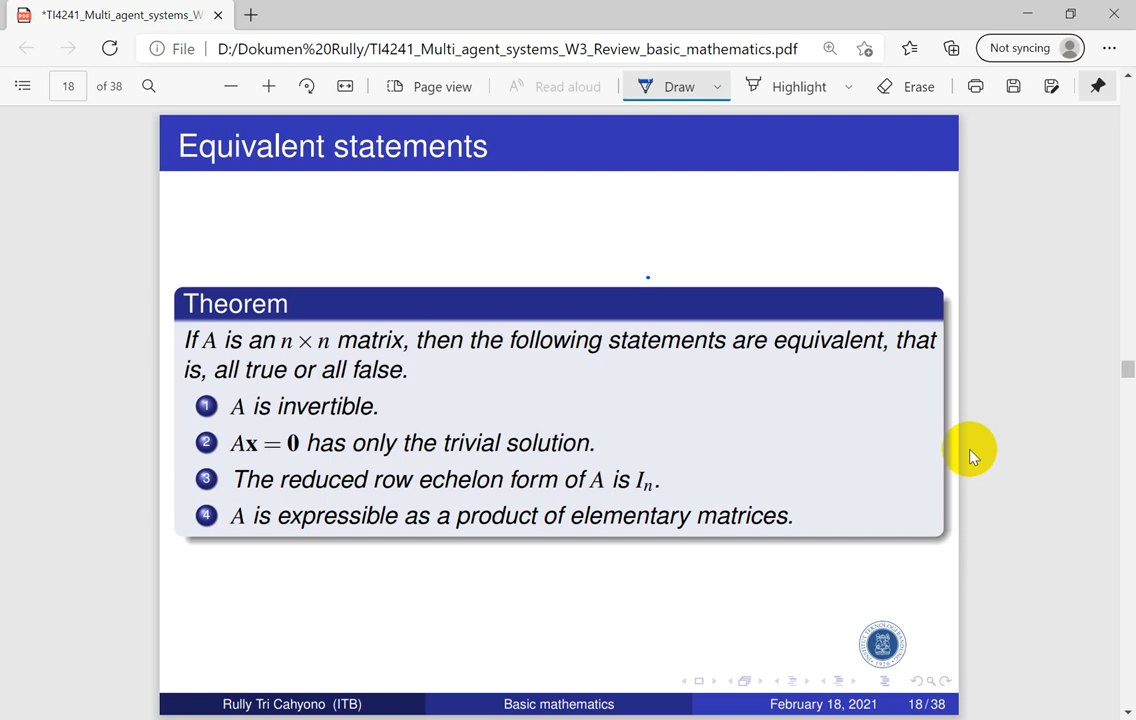 *TI4241_Multi_agent_systems_W
File D:/Dokumen%20Rully/TI4241_Multi_agent_systems_W3_Review_basic_mathematics.pdf Not syncing
18 of 38 Page view Read aloud Draw Highlight Erase
Equivalent statements
Theorem
If A is an n × n matrix, then the following statements are equivalent, that
is, all true or all false.
1 A is invertible.
2 Ax = 0 has only the trivial solution.
3 The reduced row echelon form of A is Iₙ.
4 A is expressible as a product of elementary matrices.
Rully Tri Cahyono (ITB) Basic mathematics February 18, 2021 18 / 38